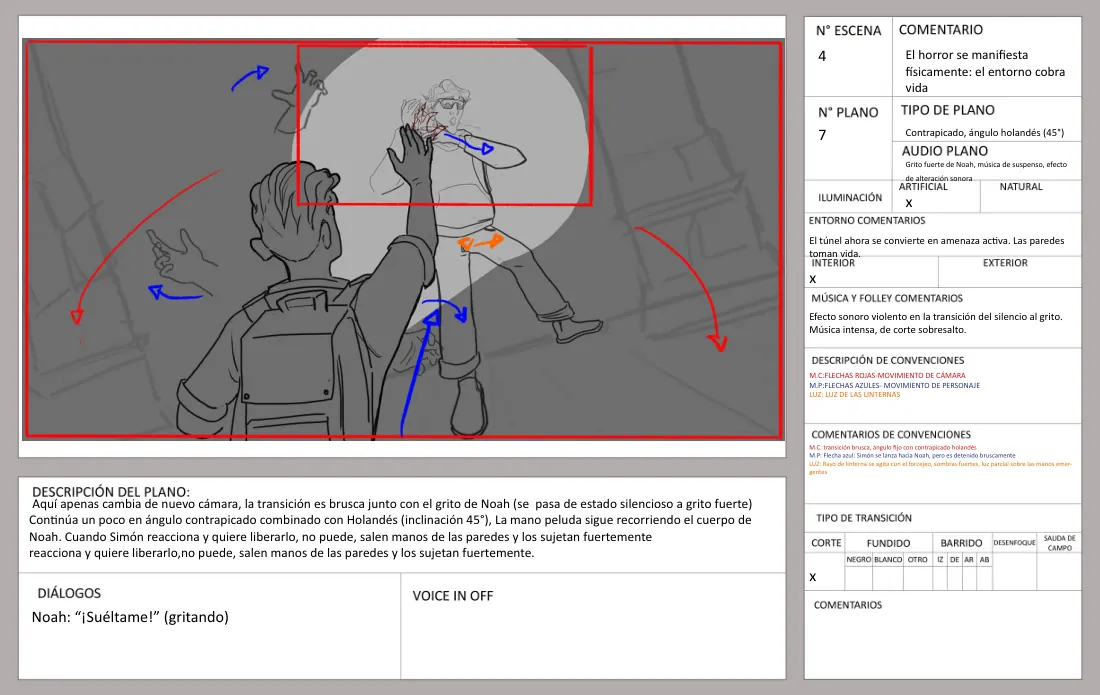 N° ESCENA
4
COMENTARIO
El horror se manifiesta
físicamente: el entorno cobra
vida
N° PLANO
7
TIPO DE PLANO
Contrapicado, ángulo holandés (45°)
AUDIO PLANO
Grito fuerte de Noah, música de suspenso, efecto
de alteración sonora
ILUMINACIÓN
ARTIFICIAL
X
NATURAL
ENTORNO COMENTARIOS
El túnel ahora se convierte en amenaza activa. Las paredes
toman vida.
INTERIOR
X
EXTERIOR
MÚSICA Y FOLLEY COMENTARIOS
Efecto sonoro violento en la transición del silencio al grito.
Música intensa, de corte sobresalto.
DESCRIPCIÓN DE CONVENCIONES
M.C:FLECHAS ROJAS-MOVIMIENTO DE CÁMARA
M.P:FLECHAS AZULES- MOVIMIENTO DE PERSONAJE
LUZ: LUZ DE LAS LINTERNAS
COMENTARIOS DE CONVENCIONES
M.C: transición brusca, ángulo fijo con contrapicado holandés
M.P: Flecha azul: Simón se lanza hacia Noah, pero es detenido bruscamente
LUZ: Rayo de linterna se agita con el forcejeo, sombras fuertes, luz parcial sobre las manos emer-
gentes
TIPO DE TRANSICIÓN
CORTE
X
FUNDIDO
NEGRO BLANCO OTRO
BARRIDO
IZ DE AR AB
DESENFOQUE
SALIDA DE
CAMPO
COMENTARIOS
DESCRIPCIÓN DEL PLANO:
Aquí apenas cambia de nuevo cámara, la transición es brusca junto con el grito de Noah (se pasa de estado silencioso a grito fuerte)
Continúa un poco en ángulo contrapicado combinado con Holandés (inclinación 45°), La mano peluda sigue recorriendo el cuerpo de
Noah. Cuando Simón reacciona y quiere liberarlo, no puede, salen manos de las paredes y los sujetan fuertemente
reacciona y quiere liberarlo,no puede, salen manos de las paredes y los sujetan fuertemente.
DIÁLOGOS
Noah: “¡Suéltame!” (gritando)
VOICE IN OFF